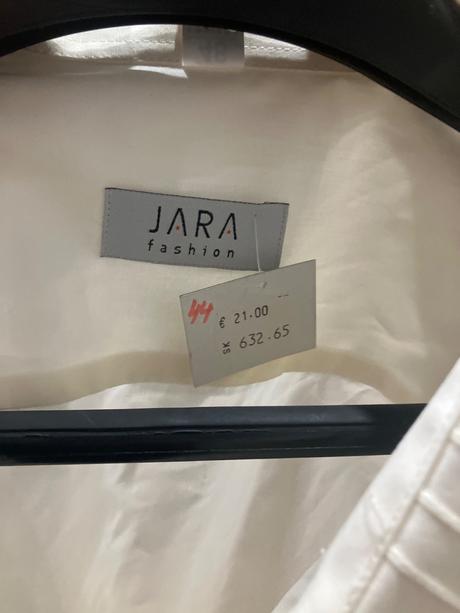 JARA
fashion
44
€ 21.00
SK 632.65